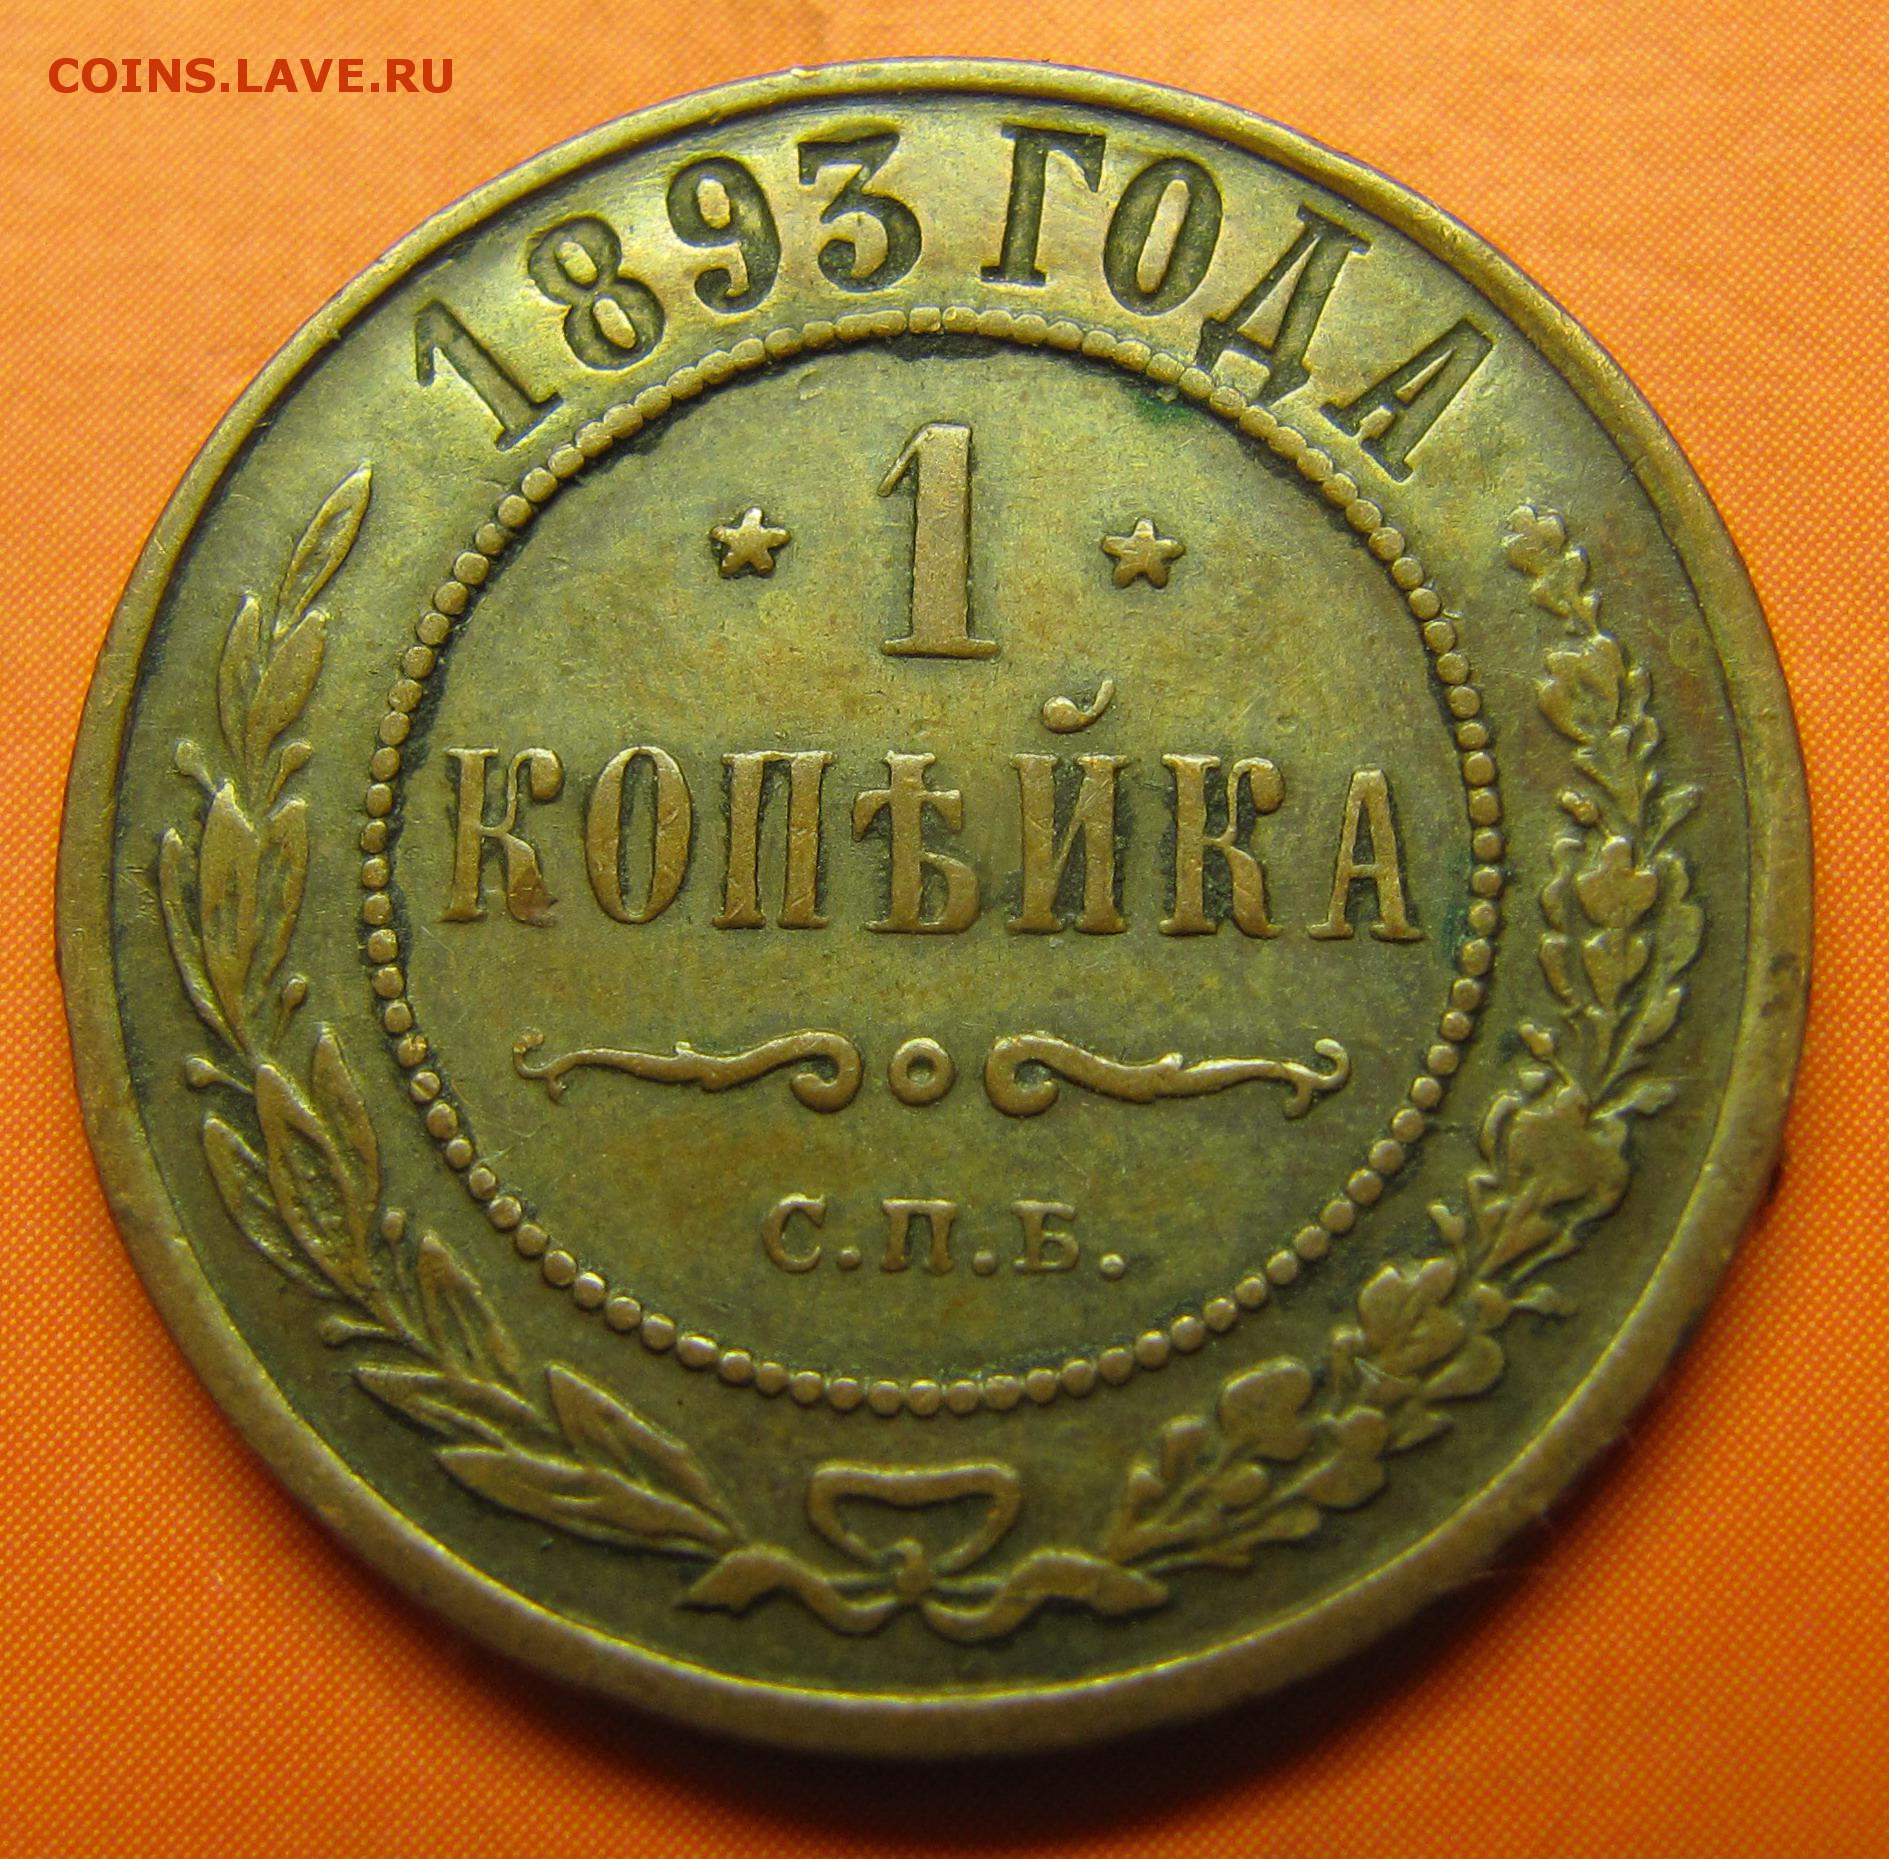 COINS.LAVE.RU
1893 ГОДА
1
КОПѢЙКА
С.П.Б.